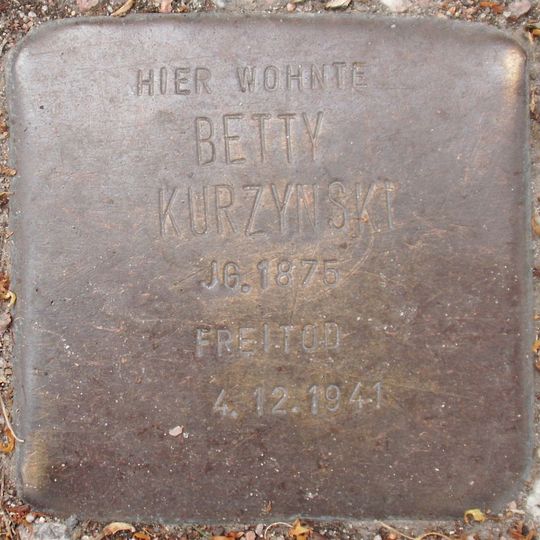 HIER WOHNTE
BETTY
KURZYNSKI
JG. 1875
FREITOD
4.12.1941